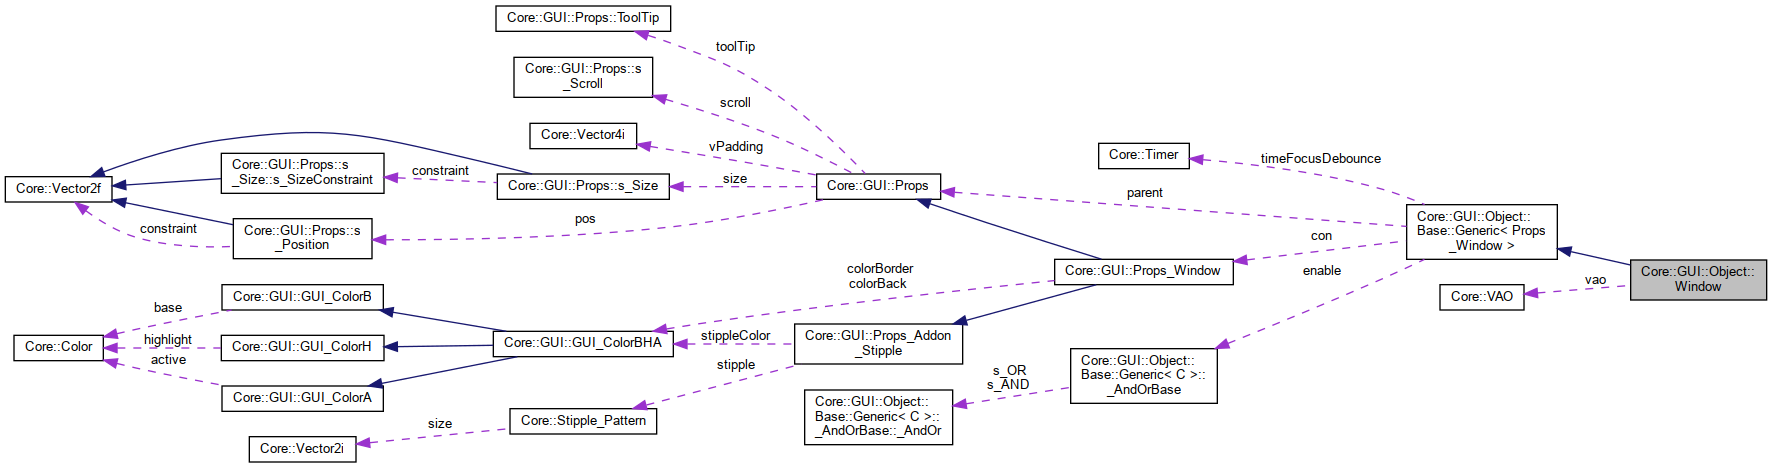 Core::GUI::Props::ToolTip
toolTip
Core::GUI::Props::s
_Scroll
scroll
Core::Vector4i
vPadding
Core::Timer
timeFocusDebounce
Core::Vector2f
Core::GUI::Props::s
_Size::s_SizeConstraint
constraint
Core::GUI::Props::s_Size
size
Core::GUI::Props
parent
constraint
Core::GUI::Props::s
_Position
pos
Core::GUI::Object::
Base::Generic< Props
_Window >
con
enable
Core::GUI::Props_Window
colorBorder
colorBack
Core::GUI::Object::
Window
vao
Core::VAO
Core::GUI::GUI_ColorB
base
Core::Color
highlight
active
Core::GUI::GUI_ColorH
Core::GUI::GUI_ColorBHA
stippleColor
Core::GUI::Props_Addon
_Stipple
stipple
Core::GUI::GUI_ColorA
Core::GUI::Object::
Base::Generic< C >::
_AndOrBase
s_OR
s_AND
Core::GUI::Object::
Base::Generic< C >::
_AndOrBase::_AndOr
Core::Stipple_Pattern
size
Core::Vector2i